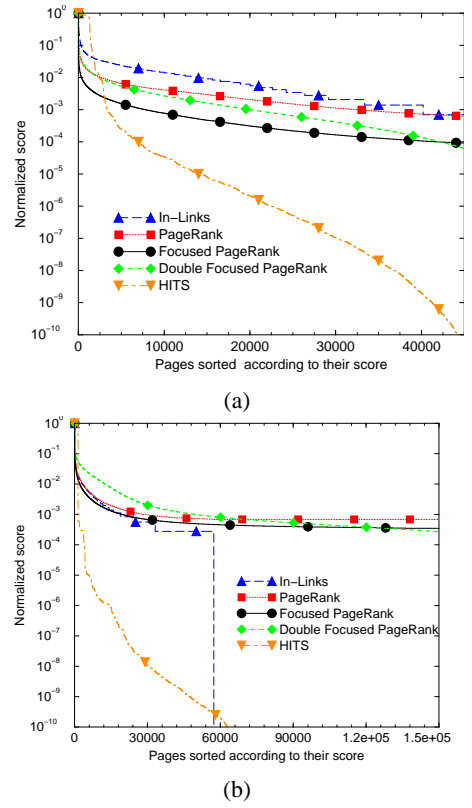 10^0
10^-1
10^-2
10^-3
10^-4
10^-5
10^-6
10^-7
10^-8
10^-9
10^-10
Normalized score
In-Links
PageRank
Focused PageRank
Double Focused PageRank
HITS
0 10000 20000 30000 40000
Pages sorted according to their score
(a)
10^0
10^-1
10^-2
10^-3
10^-4
10^-5
10^-6
10^-7
10^-8
10^-9
10^-10
Normalized score
In-Links
PageRank
Focused PageRank
Double Focused PageRank
HITS
0 30000 60000 90000 1.2e+05 1.5e+05
Pages sorted according to their score
(b)